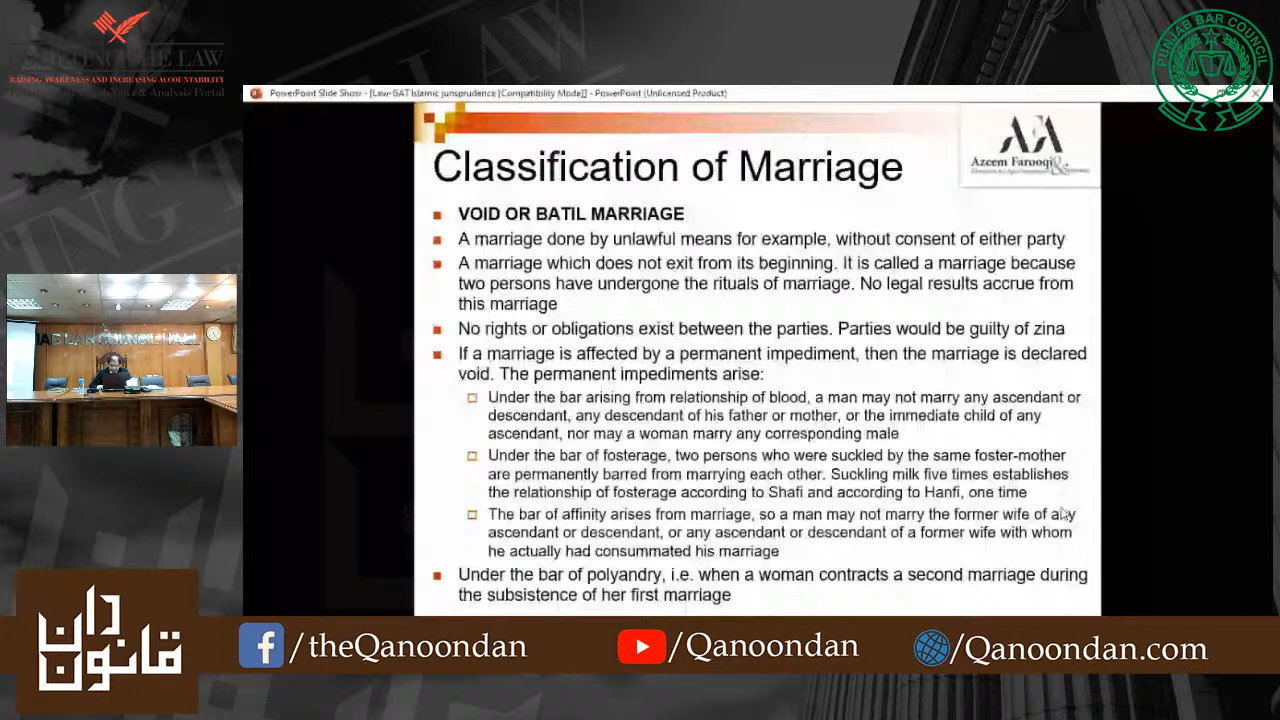 RAISING AWARENESS AND INCREASING ACCOUNTABILITY
PUNJAB BAR COUNCIL
PowerPoint Slide Show - [Law-GAT Islamic jurisprudence [Compatibility Mode]] - PowerPoint (Unlicensed Product)
Azeem Farooqi&
Classification of Marriage
VOID OR BATIL MARRIAGE
A marriage done by unlawful means for example, without consent of either party
A marriage which does not exit from its beginning. It is called a marriage because
two persons have undergone the rituals of marriage. No legal results accrue from
this marriage
No rights or obligations exist between the parties. Parties would be guilty of zina
If a marriage is affected by a permanent impediment, then the marriage is declared
void. The permanent impediments arise:
Under the bar arising from relationship of blood, a man may not marry any ascendant or
descendant, any descendant of his father or mother, or the immediate child of any
ascendant, nor may a woman marry any corresponding male
Under the bar of fosterage, two persons who were suckled by the same foster-mother
are permanently barred from marrying each other. Suckling milk five times establishes
the relationship of fosterage according to Shafi and according to Hanfi, one time
The bar of affinity arises from marriage, so a man may not marry the former wife of any
ascendant or descendant, or any ascendant or descendant of a former wife with whom
he actually had consummated his marriage
Under the bar of polyandry, i.e. when a woman contracts a second marriage during
the subsistence of her first marriage
AB BAR COUNCIL HALL
قانون دان
/theQanoondan
/Qanoondan
/Qanoondan.com